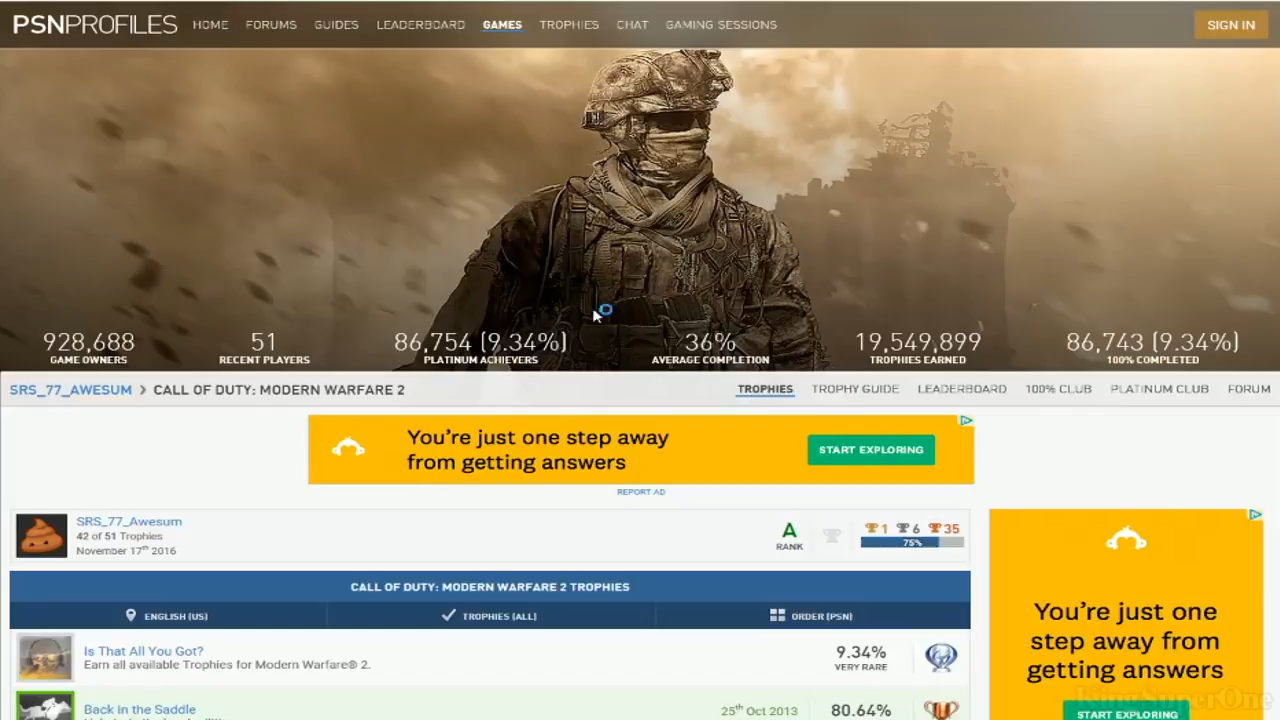 PSNPROFILES HOME FORUMS GUIDES LEADERBOARD GAMES TROPHIES CHAT GAMING SESSIONS SIGN IN
928,688 51 86,754 (9.34%) 36% 19,549,899 86,743 (9.34%)
GAME OWNERS RECENT PLAYERS PLATINUM ACHIEVERS AVERAGE COMPLETION TROPHIES EARNED 100% COMPLETED
SRS_77_AWESUM > CALL OF DUTY: MODERN WARFARE 2 TROPHIES TROPHY GUIDE LEADERBOARD 100% CLUB PLATINUM CLUB FORUM
You're just one step away
from getting answers
START EXPLORING
REPORT AD
SRS_77_Awesum
42 of 51 Trophies
November 17th 2016
A
RANK
1 6 35
75%
CALL OF DUTY: MODERN WARFARE 2 TROPHIES
ENGLISH (US) TROPHIES (ALL) ORDER (PSN)
Is That All You Got?
Earn all available Trophies for Modern Warfare® 2.
9.34%
VERY RARE
Back In the Saddle
25th Oct 2013 80.64%
You're just one
step away from
getting answers
START EXPLORING
KingSuperOne